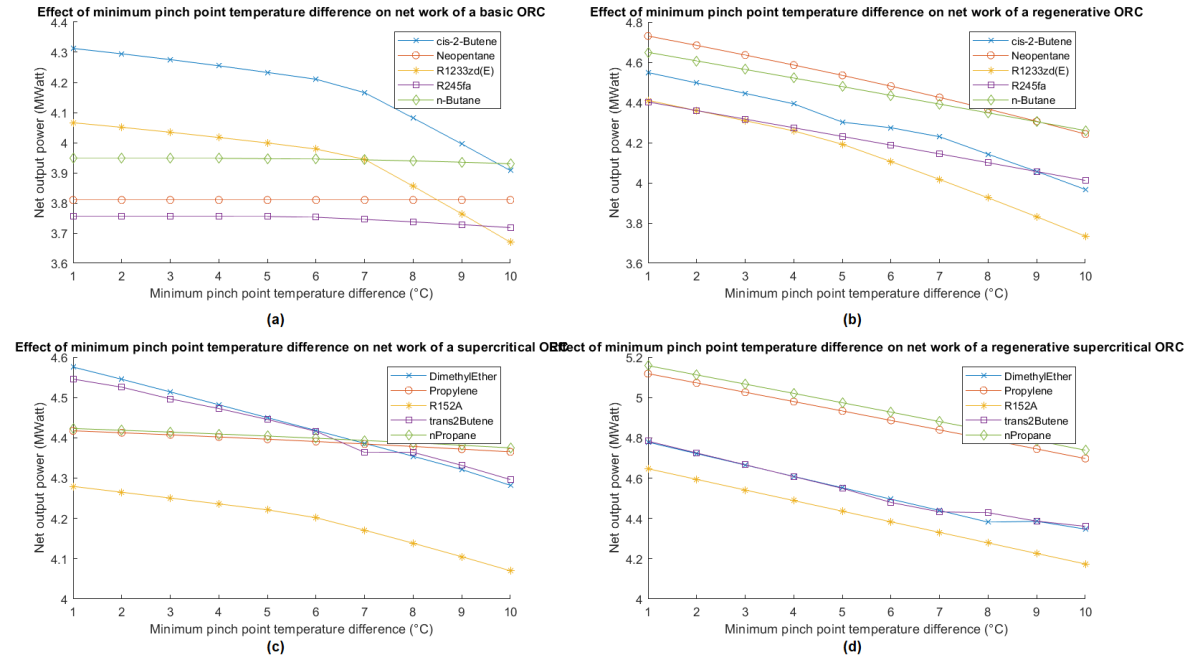 Effect of minimum pinch point temperature difference on net work of a basic ORC
4.4
4.3
4.2
4.1
4
3.9
3.8
3.7
3.6
Net output power (MWatt)
cis-2-Butene
Neopentane
R1233zd(E)
R245fa
n-Butane
1 2 3 4 5 6 7 8 9 10
Minimum pinch point temperature difference (°C)
(a)
Effect of minimum pinch point temperature difference on net work of a regenerative ORC
4.8
4.6
4.4
4.2
4
3.8
3.6
Net output power (MWatt)
cis-2-Butene
Neopentane
R1233zd(E)
R245fa
n-Butane
1 2 3 4 5 6 7 8 9 10
Minimum pinch point temperature difference (°C)
(b)
Effect of minimum pinch point temperature difference on net work of a supercritical ORC
4.6
4.5
4.4
4.3
4.2
4.1
4
Net output power (MWatt)
DimethylEther
Propylene
R152A
trans2Butene
nPropane
1 2 3 4 5 6 7 8 9 10
Minimum pinch point temperature difference (°C)
(c)
Effect of minimum pinch point temperature difference on net work of a regenerative supercritical ORC
5.2
5
4.8
4.6
4.4
4.2
4
Net output power (MWatt)
DimethylEther
Propylene
R152A
trans2Butene
nPropane
1 2 3 4 5 6 7 8 9 10
Minimum pinch point temperature difference (°C)
(d)